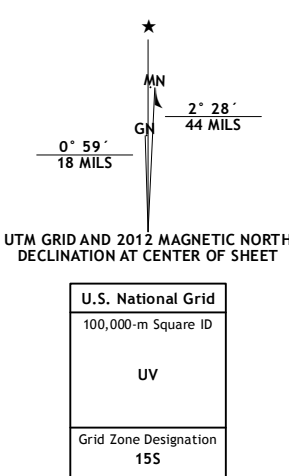 ★
MN
2° 28´
44 MILS
GN
0° 59´
18 MILS
UTM GRID AND 2012 MAGNETIC NORTH
DECLINATION AT CENTER OF SHEET
U.S. National Grid
100,000-m Square ID
UV
Grid Zone Designation
15S